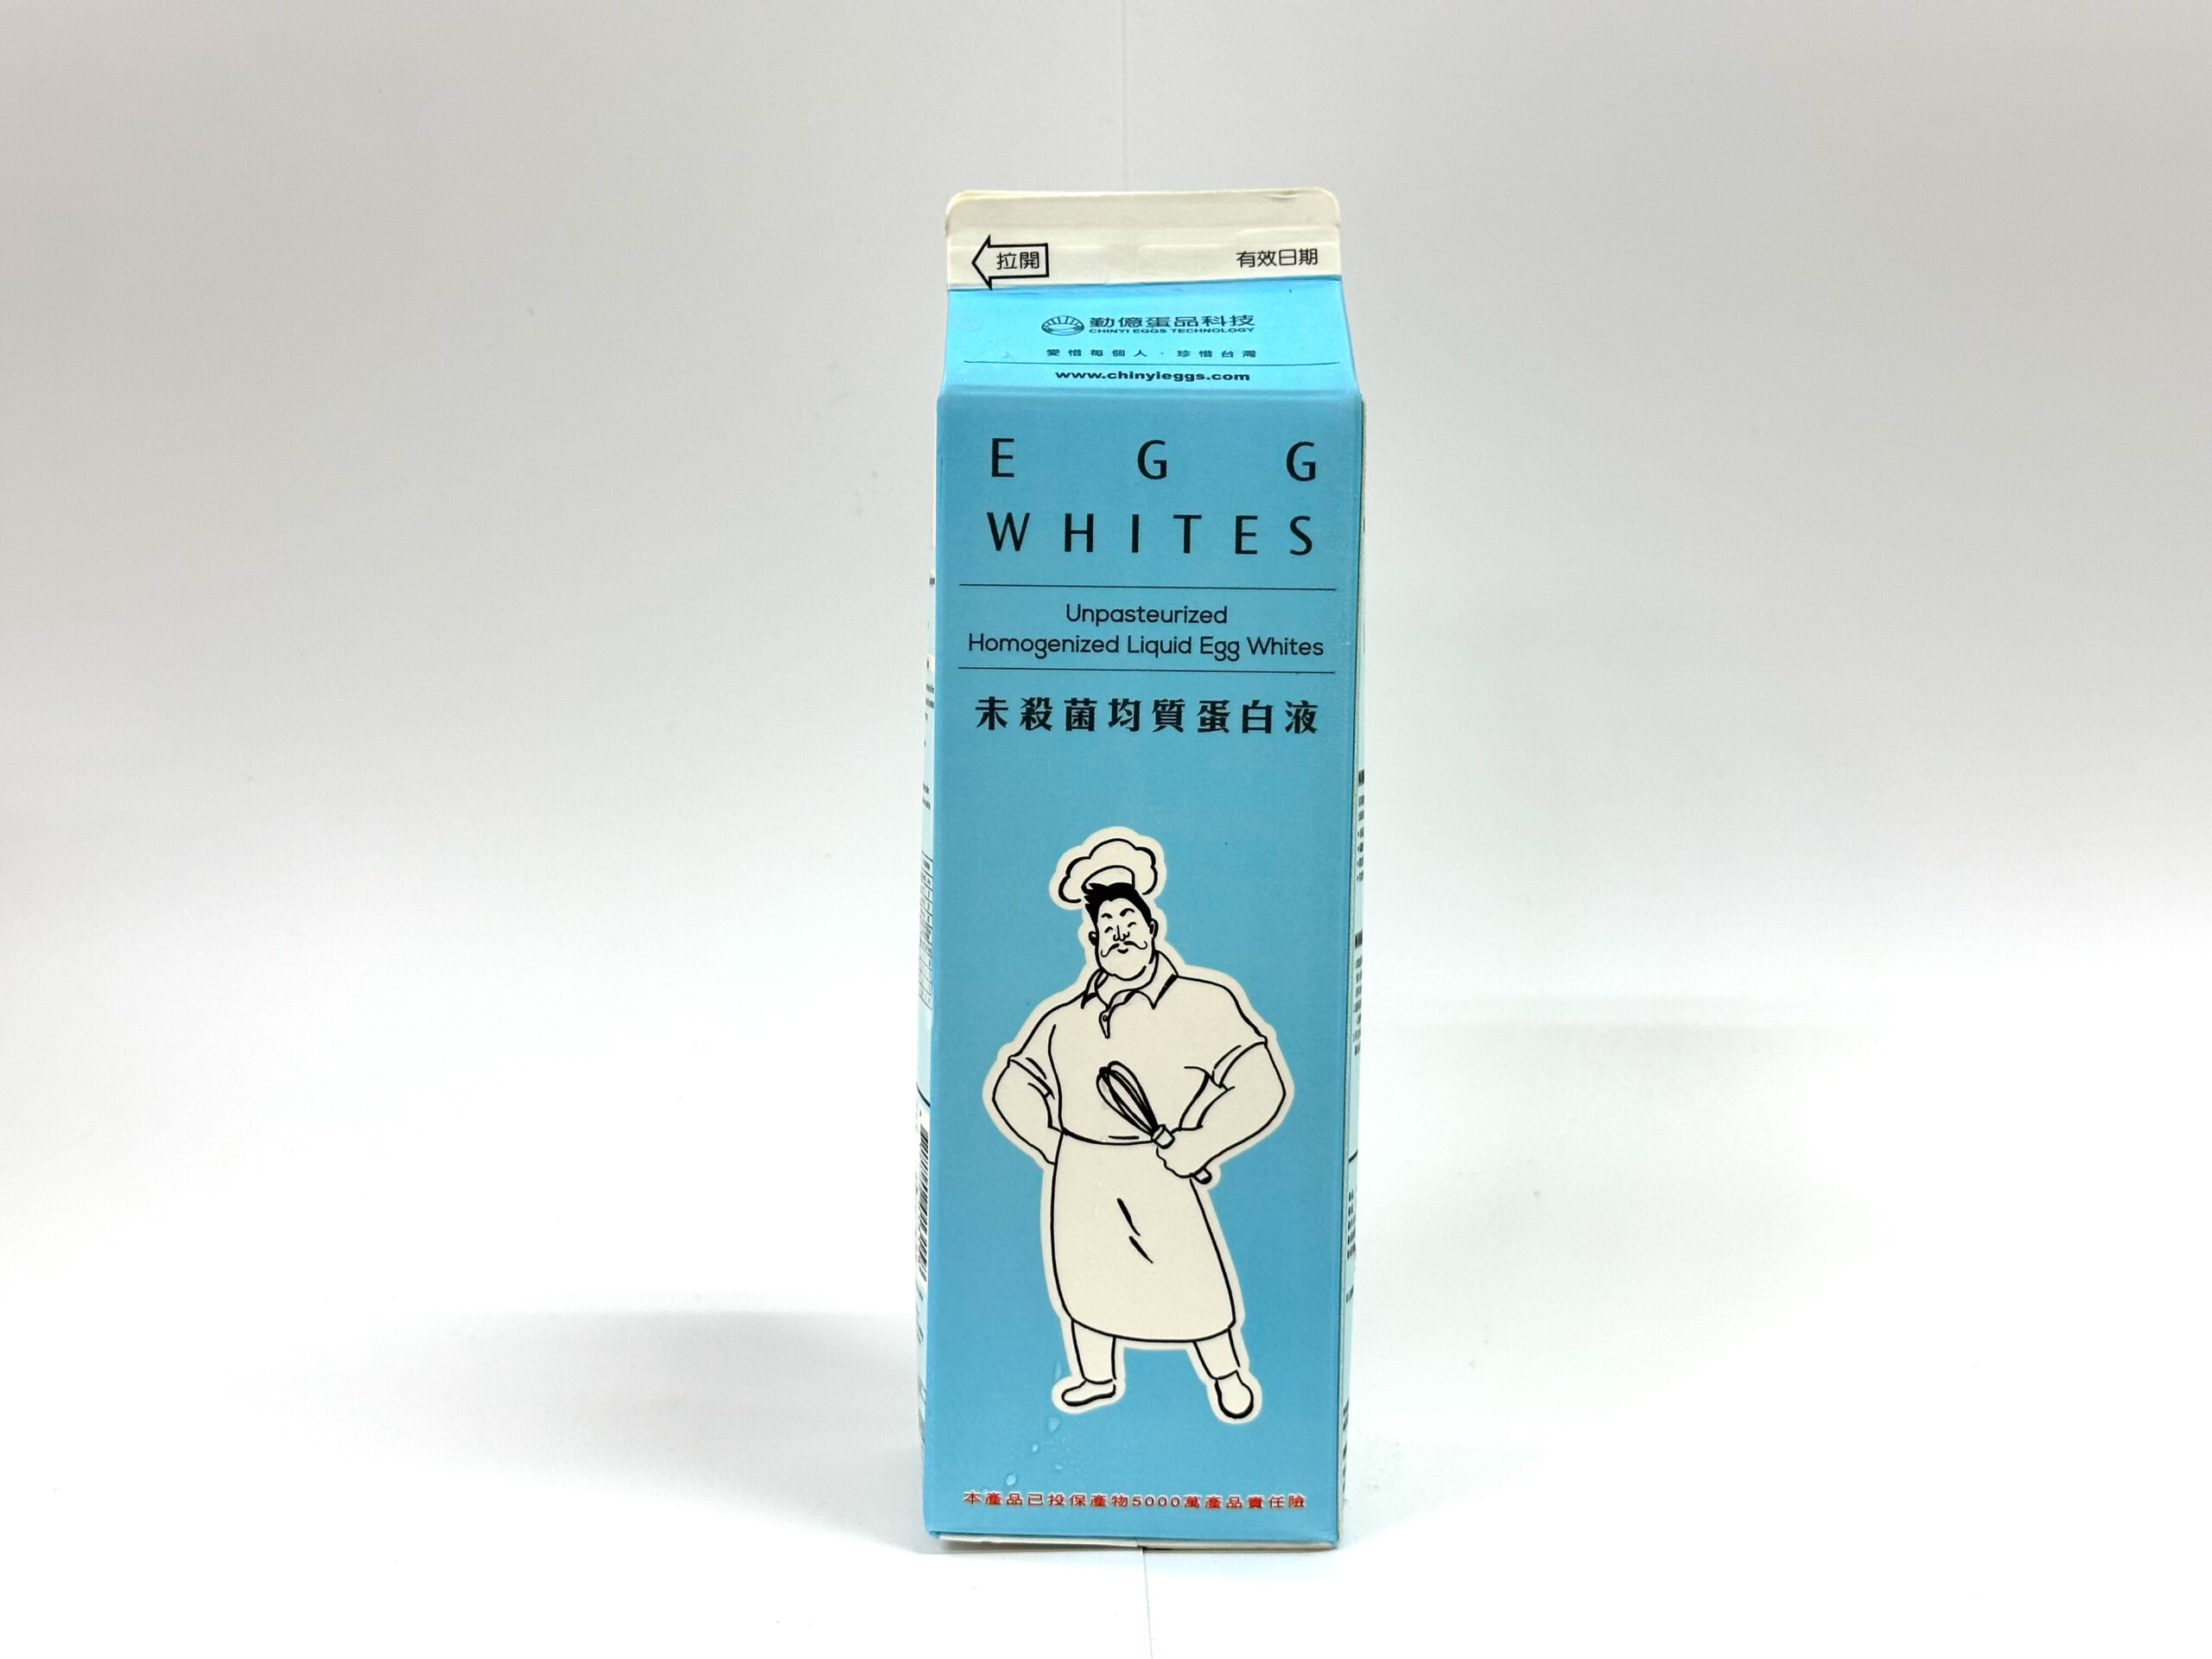 拉開
有效日期
勤億蛋品科技
CHINYI EGGS TECHNOLOGY
愛惜每個人·珍惜台灣
www.chinyieggs.com
EGG
WHITES
Unpasteurized
Homogenized Liquid Egg Whites
未殺菌均質蛋白液
本產品已投保產物5000萬產品責任險